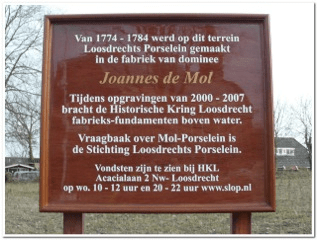 Van 1774 - 1784 werd op dit terrein
Loosdrechts Porselein gemaakt
in de fabriek van dominee
Joannes de Mol
Tijdens opgravingen van 2000 - 2007
bracht de Historische Kring Loosdrecht
fabrieks-fundamenten boven water.
Vraagbaak over Mol-Porselein is
de Stichting Loosdrechts Porselein.
Vondsten zijn te zien bij HKL
Acacialaan 2 Nw- Loosdrecht
op wo. 10 - 12 uur en 20 - 22 uur www.slop.nl